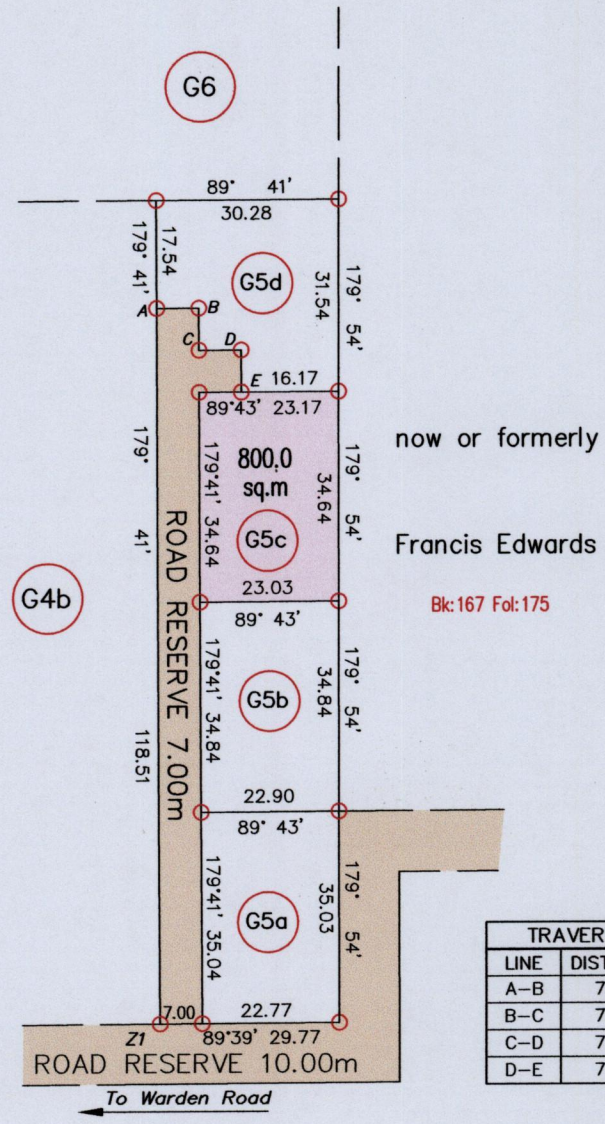 G6
89° 41'
30.28
179° 41'
17.54
G5d
31.54
179° 54'
A
B
C
D
E
16.17
89°43' 23.17
800.0
sq.m
179°41' 34.64
34.64
179° 54'
G5c
now or formerly
Francis Edwards
Bk:167 Fol:175
179° 41'
118.51
ROAD RESERVE 7.00m
G4b
23.03
89° 43'
179°41' 34.84
G5b
34.84
179° 54'
22.90
89° 43'
179°41' 35.04
G5a
35.03
179° 54'
7.00
22.77
Z1
89°39' 29.77
ROAD RESERVE 10.00m
To Warden Road
TRAVER
LINE DIST
A-B 7
B-C 7
C-D 7
D-E 7